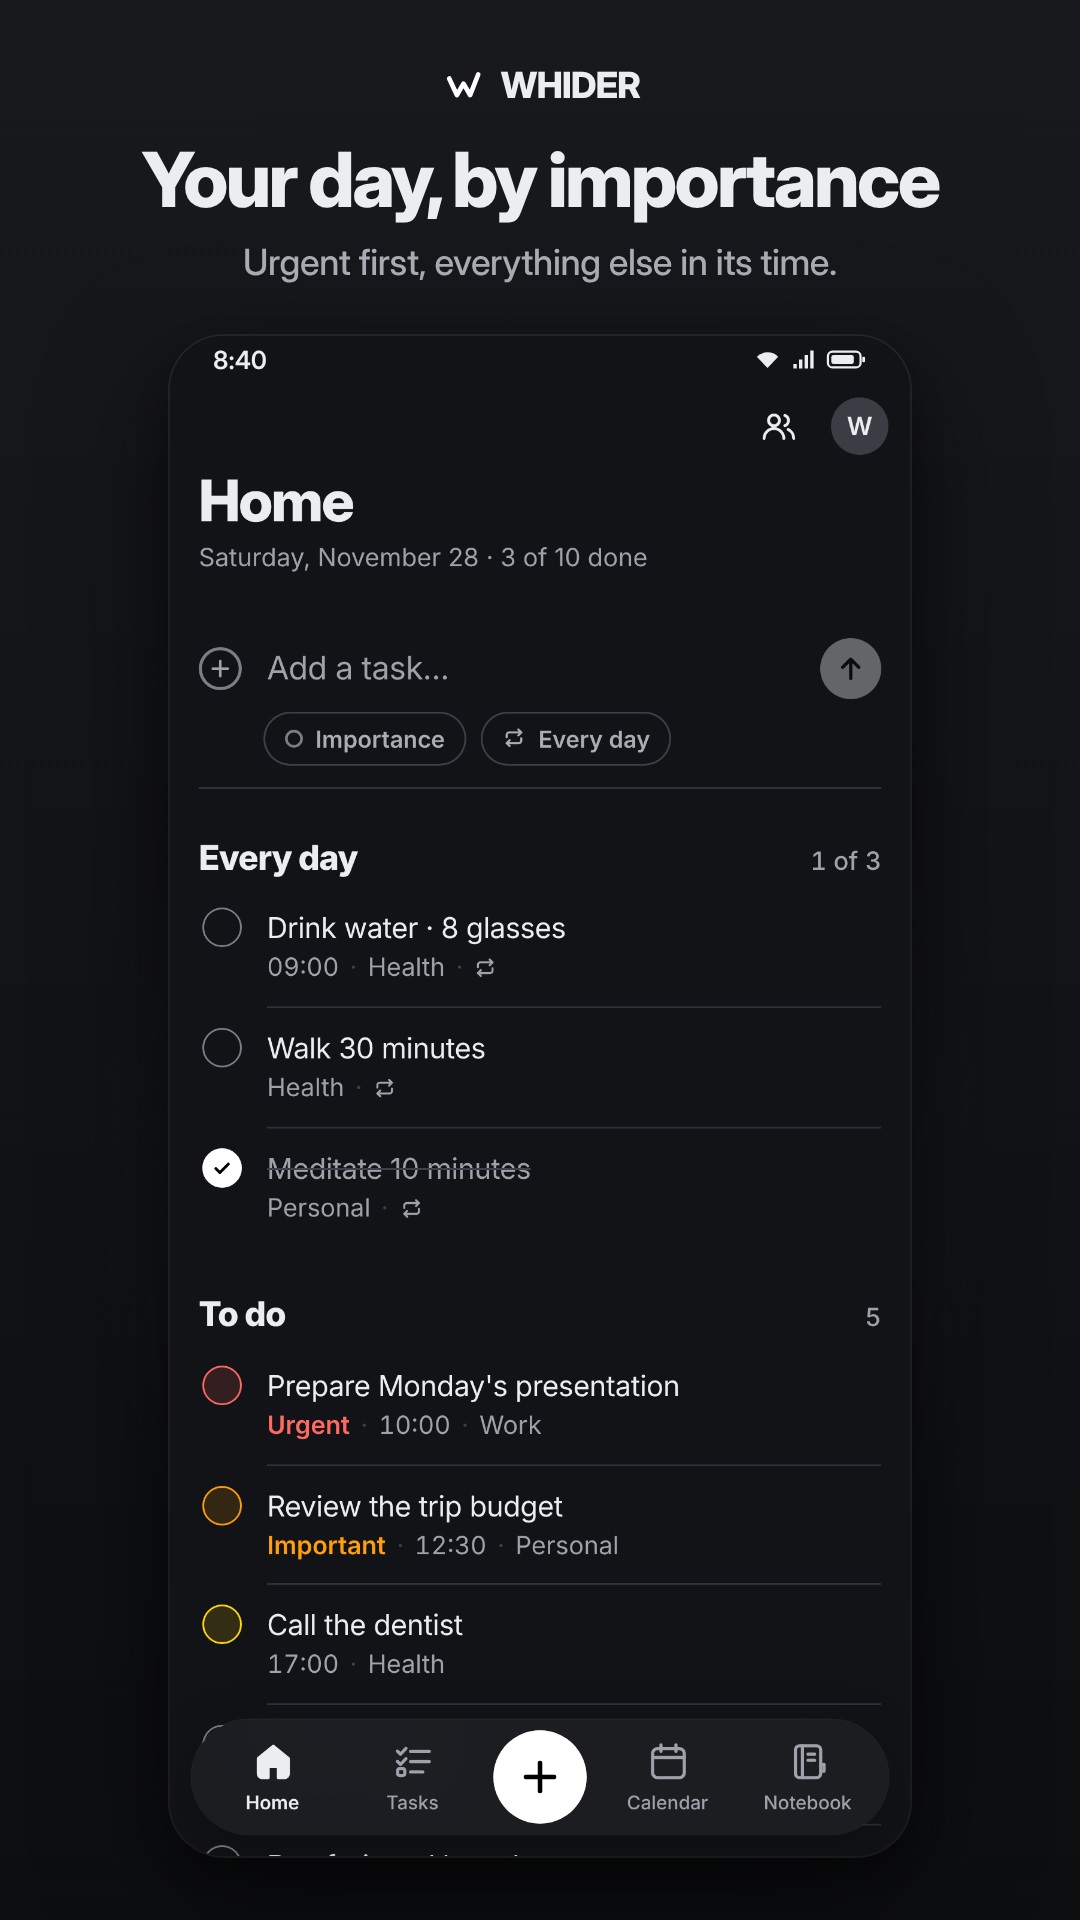 WHIDER
Your day, by importance
Urgent first, everything else in its time.
8:40
W
Home
Saturday, November 28 · 3 of 10 done
Add a task...
Importance
Every day
Every day
1 of 3
Drink water · 8 glasses
09:00 · Health ·
Walk 30 minutes
Health ·
Meditate 10 minutes
Personal ·
To do
5
Prepare Monday's presentation
Urgent · 10:00 · Work
Review the trip budget
Important · 12:30 · Personal
Call the dentist
17:00 · Health
Home
Tasks
Calendar
Notebook